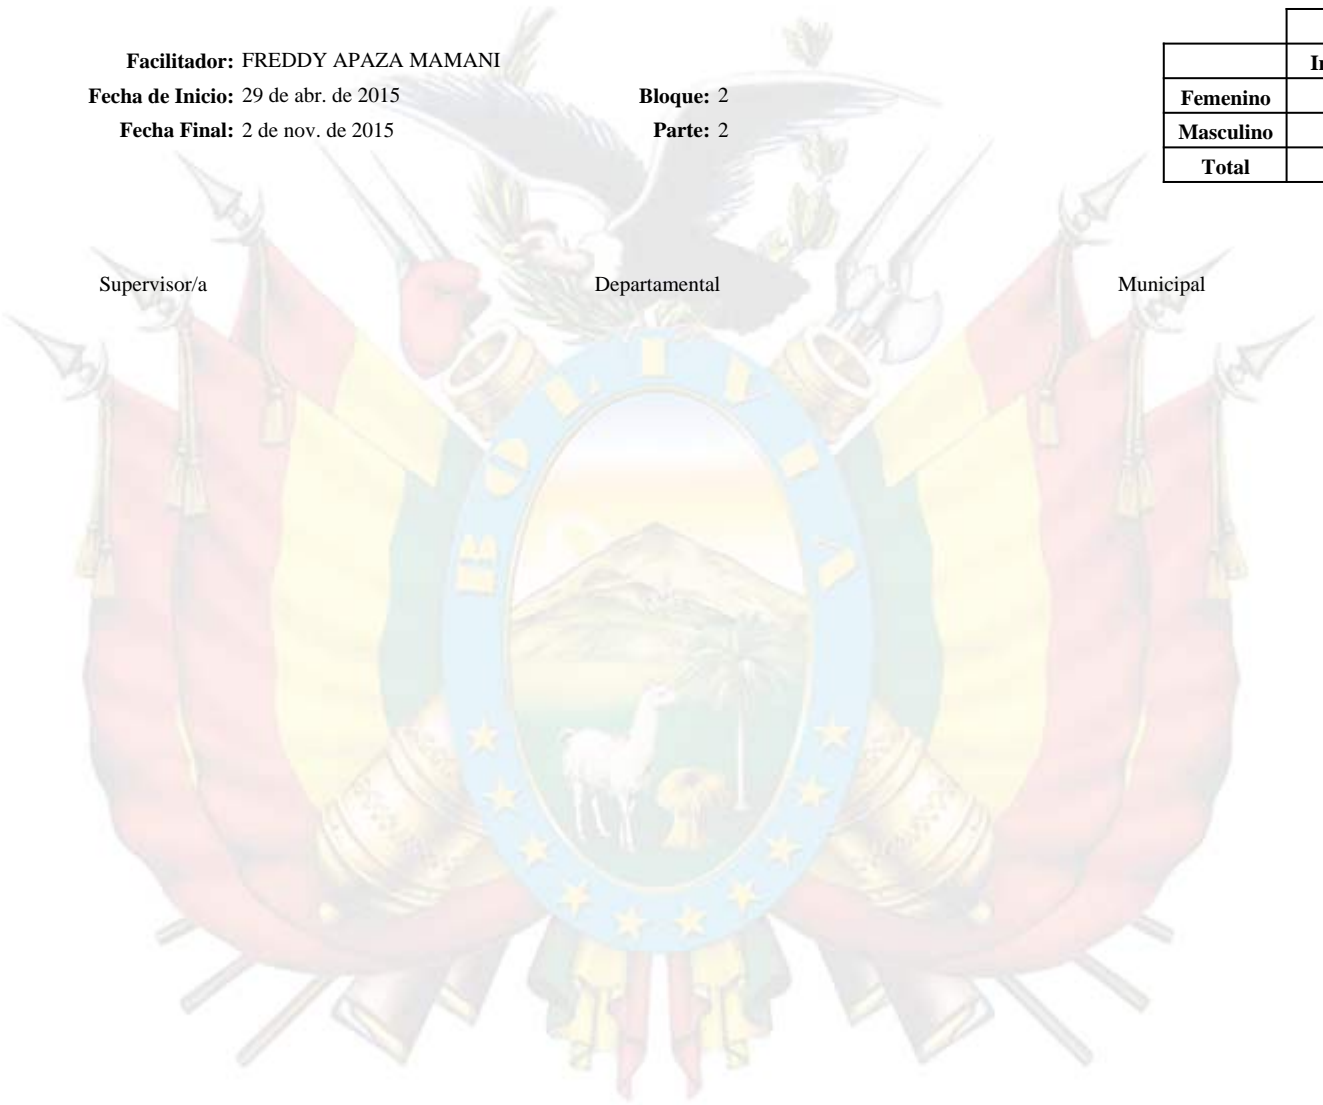 Facilitador: FREDDY APAZA MAMANI
Fecha de Inicio: 29 de abr. de 2015 Bloque: 2
Fecha Final: 2 de nov. de 2015 Parte: 2
Femenino
Masculino
Total
Supervisor/a Departamental Municipal
BOLIVIA